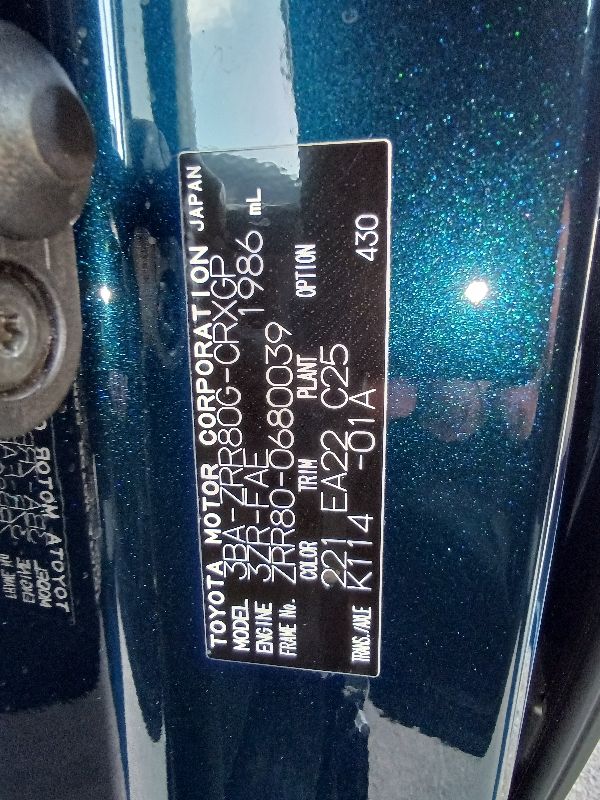 TOYOTA MOTOR CORPORATION JAPAN
MODEL 3BA-ZRR80G-CRXGP
ENGINE 3ZR-FAE 1986 mL
FRAME No. ZRR80-0680039
COLOR TRIM PLANT OPTION
221 EA22 C25
TRANS./AXLE K114 -01A 430